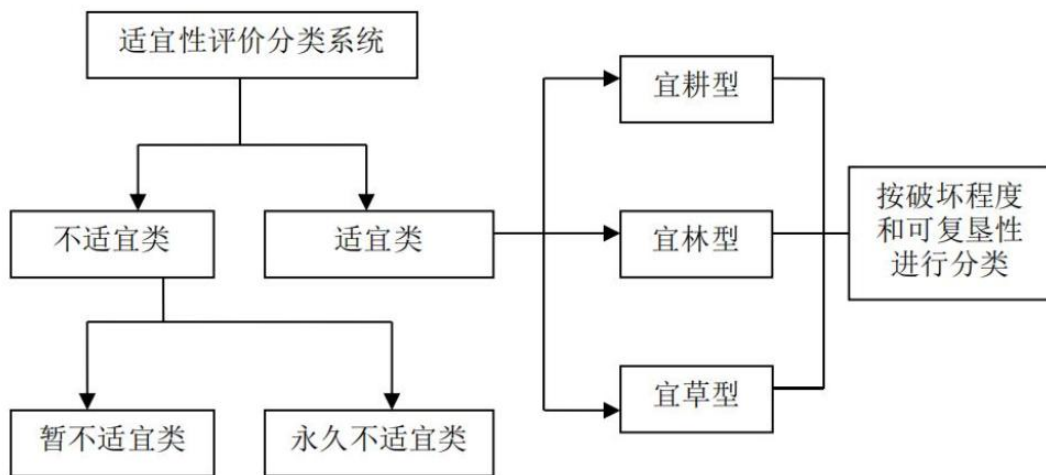 适宜性评价分类系统
宜耕型
不适宜类
适宜类
宜林型
按破坏程度
和可复垦性
进行分类
暂不适宜类
永久不适宜类
宜草型